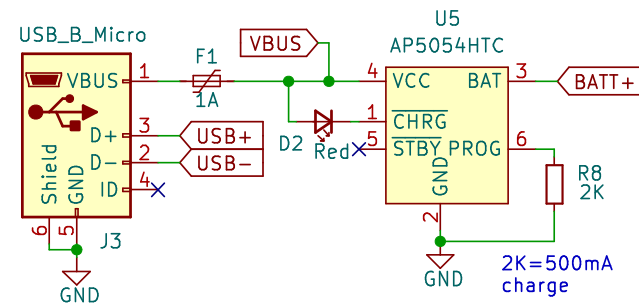 USB_B_Micro
VBUS
1
D+
3
D-
2
ID
4
Shield
GND
6
5
J3
GND
F1
1A
VBUS
USB+
USB-
D2
Red
U5
AP5054HTC
4
VCC
BAT
3
BATT+
1
CHRG
5
STBY
PROG
6
GND
2
GND
R8
2K
2K=500mA
charge